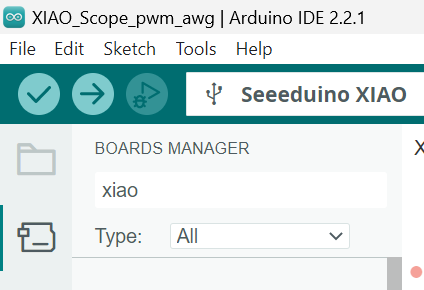 XIAO_Scope_pwm_awg | Arduino IDE 2.2.1
File Edit Sketch Tools Help
Seeeduino XIAO
BOARDS MANAGER
xiao
Type: All